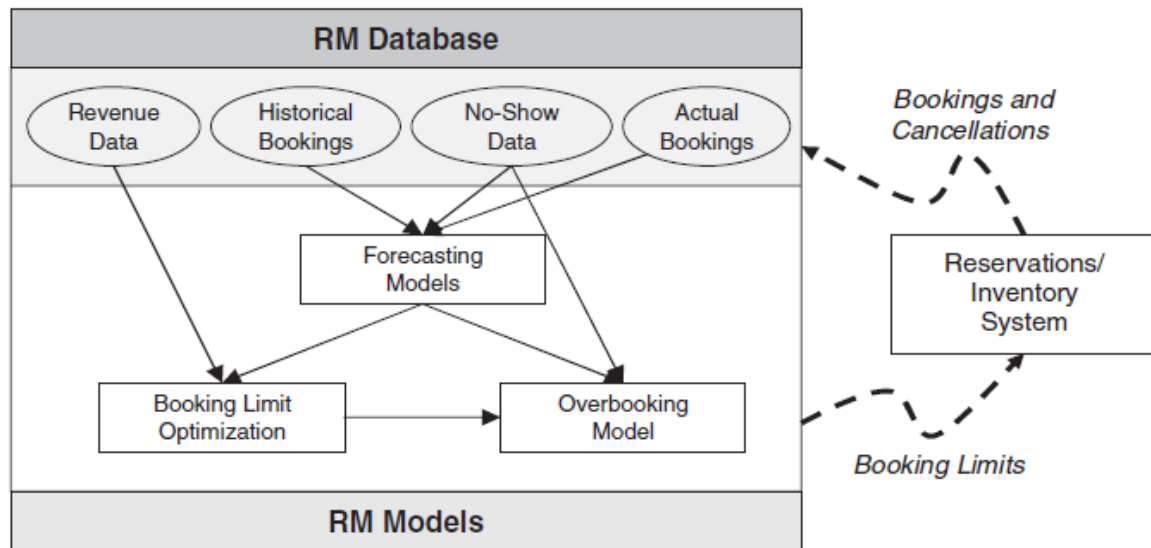 RM Database
Revenue
Data
Historical
Bookings
No-Show
Data
Actual
Bookings
Bookings and
Cancellations
Forecasting
Models
Reservations/
Inventory
System
Booking Limit
Optimization
Overbooking
Model
Booking Limits
RM Models